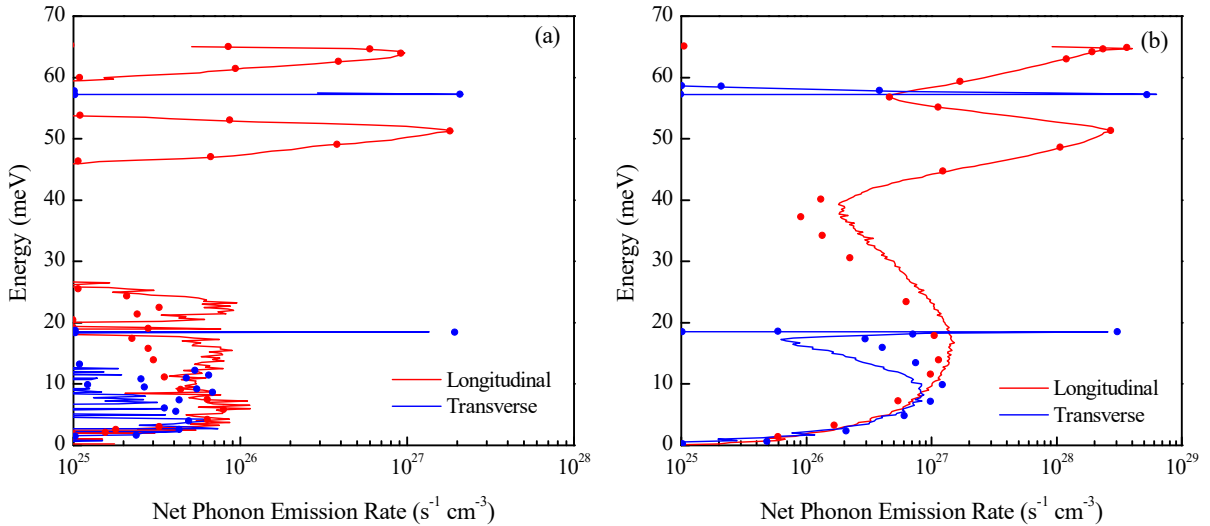 (a)
70
60
50
40
30
20
10
0
Energy (meV)
Longitudinal
Transverse
10^25
10^26
10^27
10^28
Net Phonon Emission Rate (s^-1 cm^-3)
(b)
70
60
50
40
30
20
10
0
Energy (meV)
Longitudinal
Transverse
10^25
10^26
10^27
10^28
10^29
Net Phonon Emission Rate (s^-1 cm^-3)